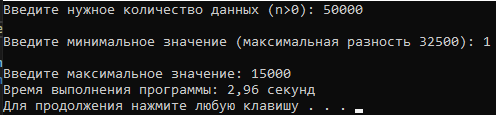 Введите нужное количество данных (n>0): 50000
Введите минимальное значение (максимальная разность 32500): 1
Введите максимальное значение: 15000
Время выполнения программы: 2,96 секунд
Для продолжения нажмите любую клавишу . . .